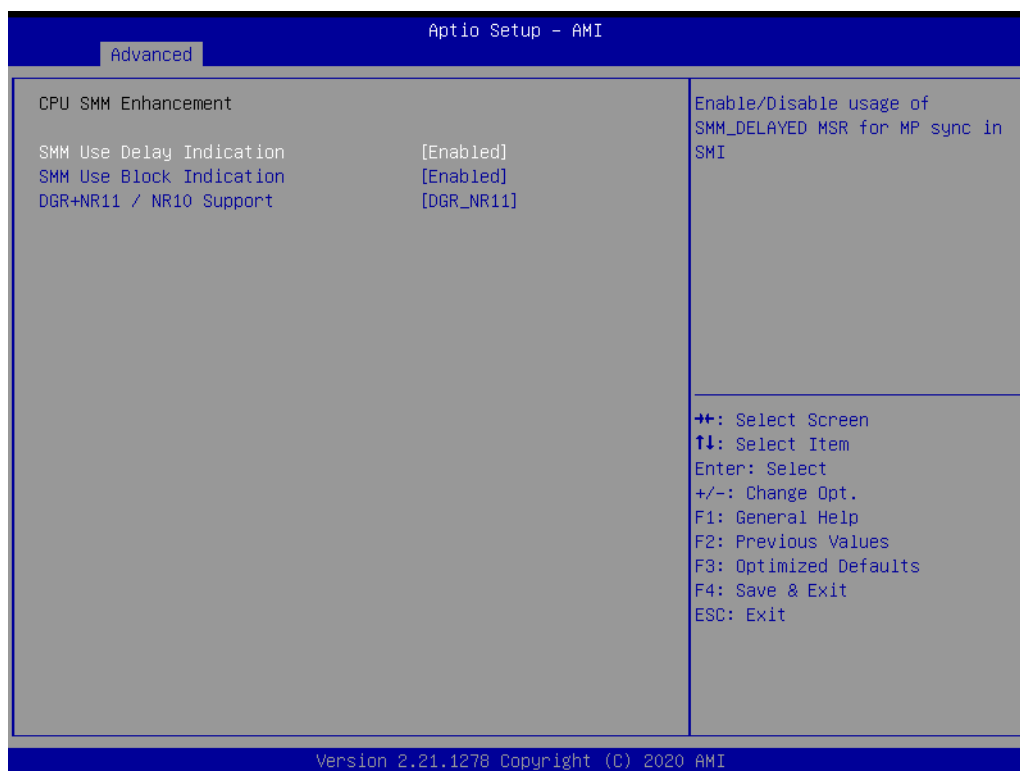 Aptio Setup – AMI
Advanced
CPU SMM Enhancement
SMM Use Delay Indication [Enabled]
SMM Use Block Indication [Enabled]
DGR+NR11 / NR10 Support [DGR_NR11]
Enable/Disable usage of
SMM_DELAYED MSR for MP sync in
SMI
→←: Select Screen
↑↓: Select Item
Enter: Select
+/-: Change Opt.
F1: General Help
F2: Previous Values
F3: Optimized Defaults
F4: Save & Exit
ESC: Exit
Version 2.21.1278 Copyright (C) 2020 AMI